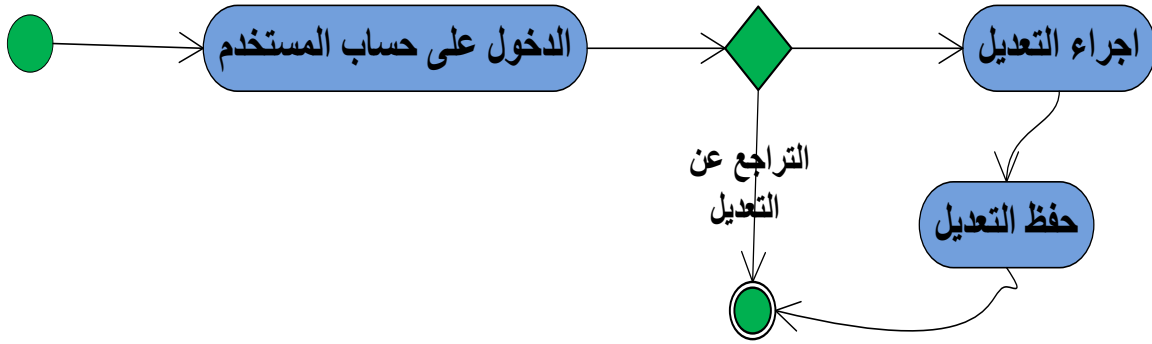 الدخول على حساب المستخدم
اجراء التعديل
التراجع عن
التعديل
حفظ التعديل